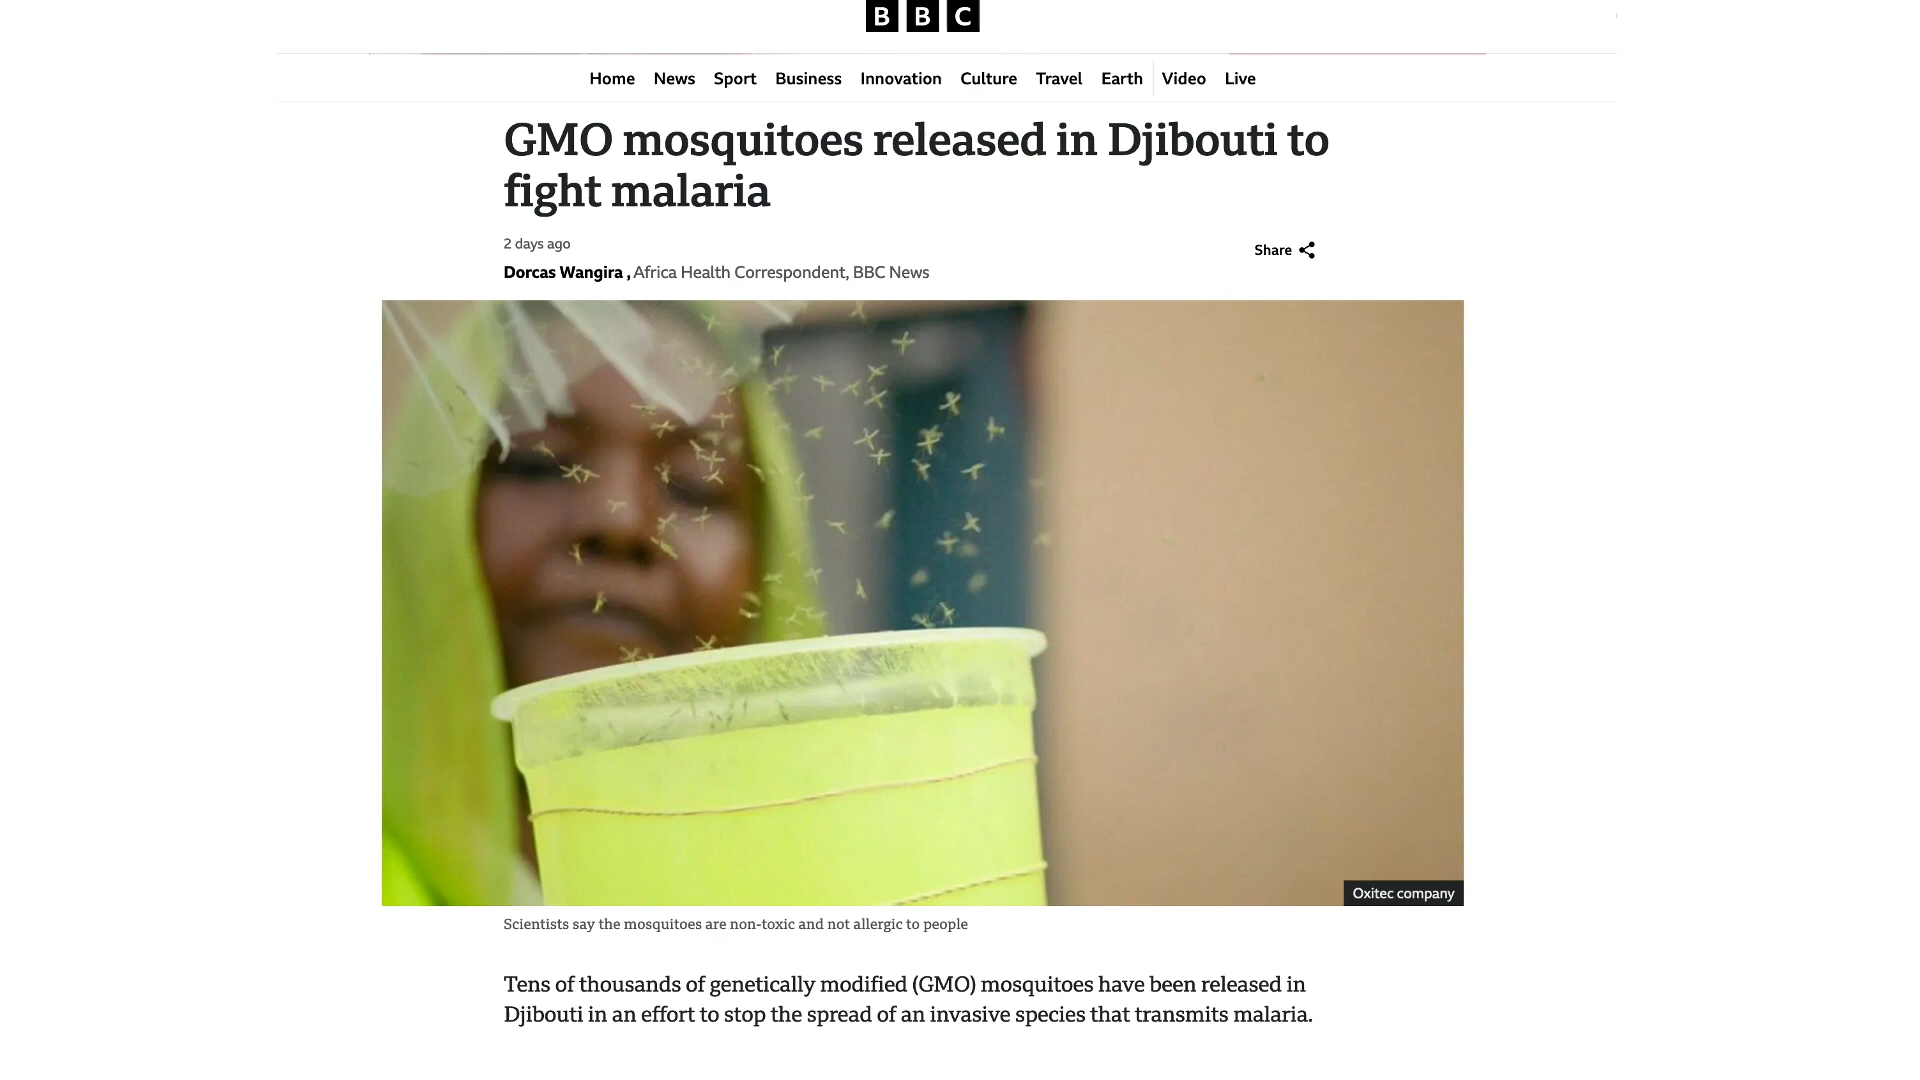 BBC
Home News Sport Business Innovation Culture Travel Earth Video Live
GMO mosquitoes released in Djibouti to
fight malaria
2 days ago
Share
Dorcas Wangira , Africa Health Correspondent, BBC News
Oxitec company
Scientists say the mosquitoes are non-toxic and not allergic to people
Tens of thousands of genetically modified (GMO) mosquitoes have been released in
Djibouti in an effort to stop the spread of an invasive species that transmits malaria.